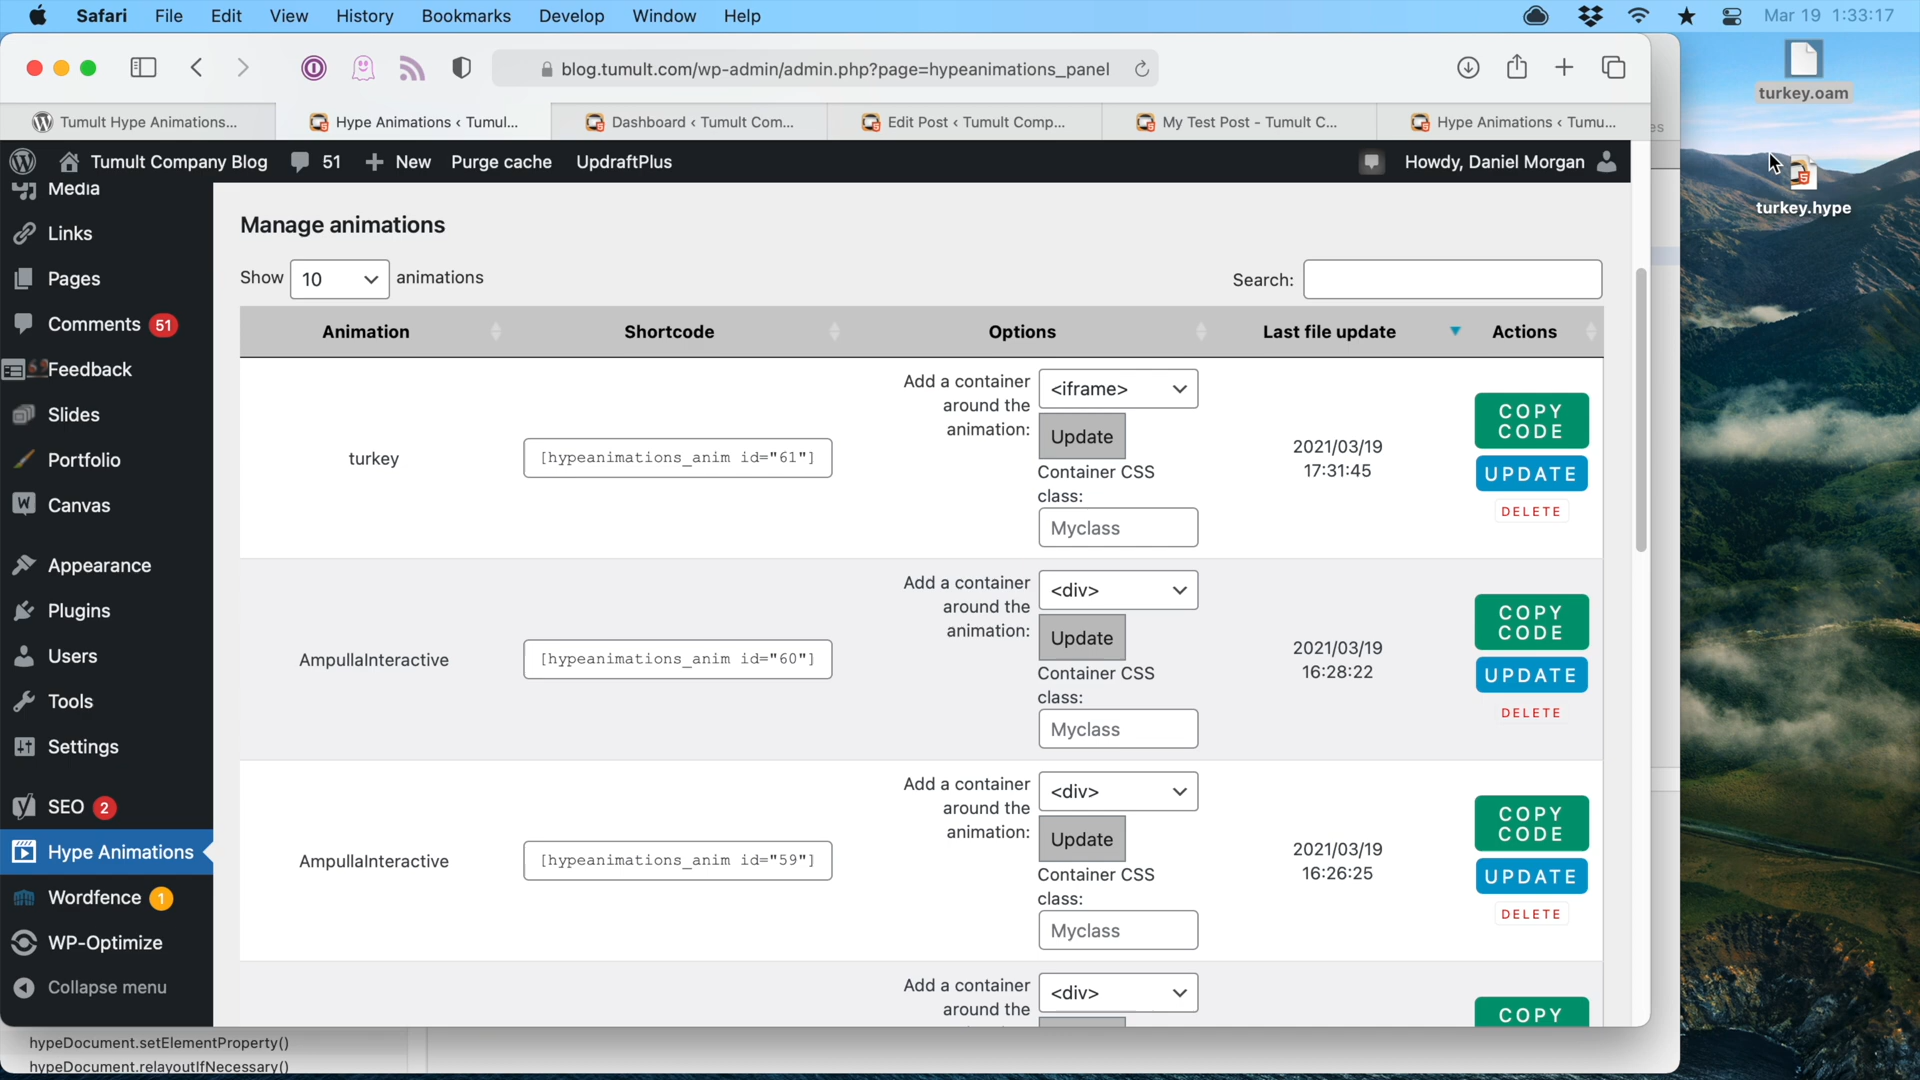 Safari File Edit View History Bookmarks Develop Window Help Mar 19 1:33:17
blog.tumult.com/wp-admin/admin.php?page=hypeanimations_panel
turkey.oam
Tumult Hype Animations...
Hype Animations < Tumul...
Dashboard < Tumult Com...
Edit Post < Tumult Comp...
My Test Post - Tumult C...
Hype Animations < Tumu...
es
Tumult Company Blog 51 New Purge cache UpdraftPlus Howdy, Daniel Morgan
turkey.hype
Media
Links
Pages
Comments 51
Feedback
Slides
Portfolio
Canvas
Appearance
Plugins
Users
Tools
Settings
SEO 2
Hype Animations
Wordfence 1
WP-Optimize
Collapse menu
Manage animations
Show 10 animations Search:
Animation Shortcode Options Last file update Actions
turkey
[hypeanimations_anim id="61"]
Add a container
around the
animation:
<iframe>
Update
Container CSS
class:
Myclass
2021/03/19
17:31:45
COPY
CODE
UPDATE
DELETE
AmpullaInteractive
[hypeanimations_anim id="60"]
Add a container
around the
animation:
<div>
Update
Container CSS
class:
Myclass
2021/03/19
16:28:22
COPY
CODE
UPDATE
DELETE
AmpullaInteractive
[hypeanimations_anim id="59"]
Add a container
around the
animation:
<div>
Update
Container CSS
class:
Myclass
2021/03/19
16:26:25
COPY
CODE
UPDATE
DELETE
Add a container
around the
<div>
COPY
hypeDocument.setElementProperty()
hypeDocument.relayoutIfNecessary()